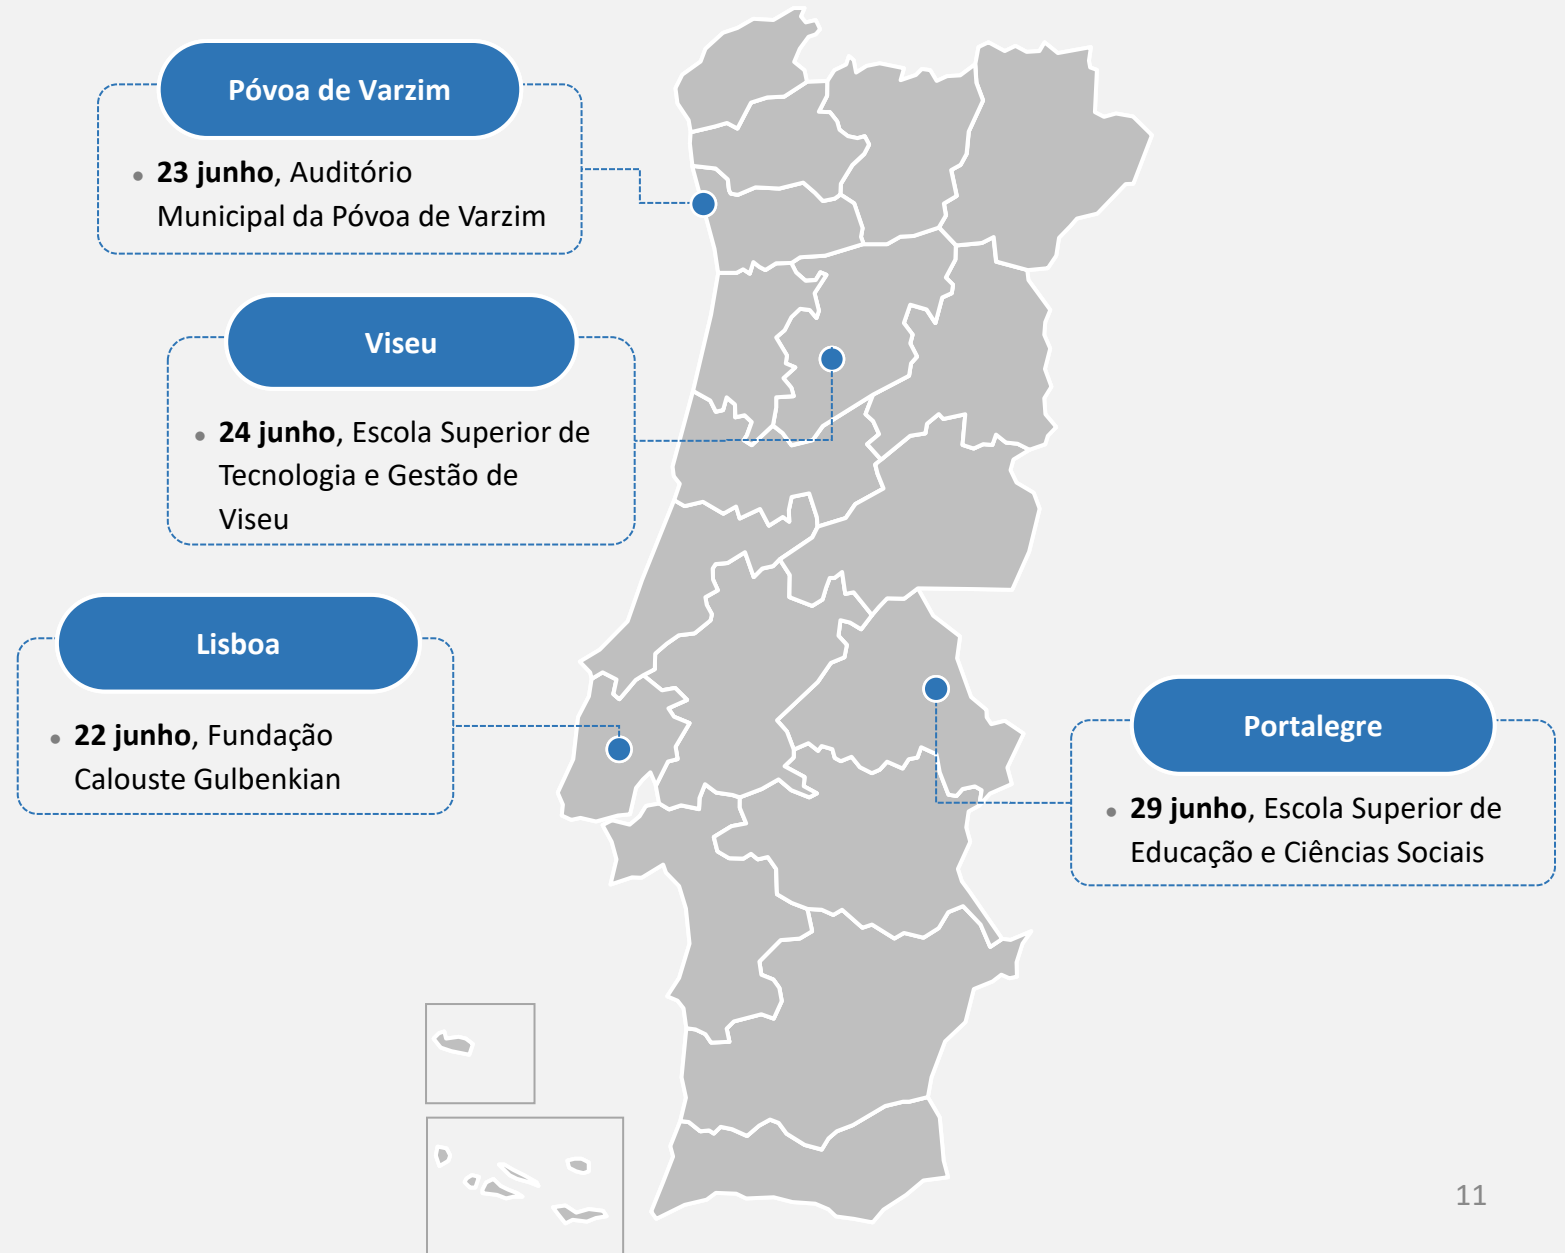 Póvoa de Varzim
• 23 junho, Auditório
Municipal da Póvoa de Varzim
Viseu
• 24 junho, Escola Superior de
Tecnologia e Gestão de
Viseu
Lisboa
• 22 junho, Fundação
Calouste Gulbenkian
Portalegre
• 29 junho, Escola Superior de
Educação e Ciências Sociais
11